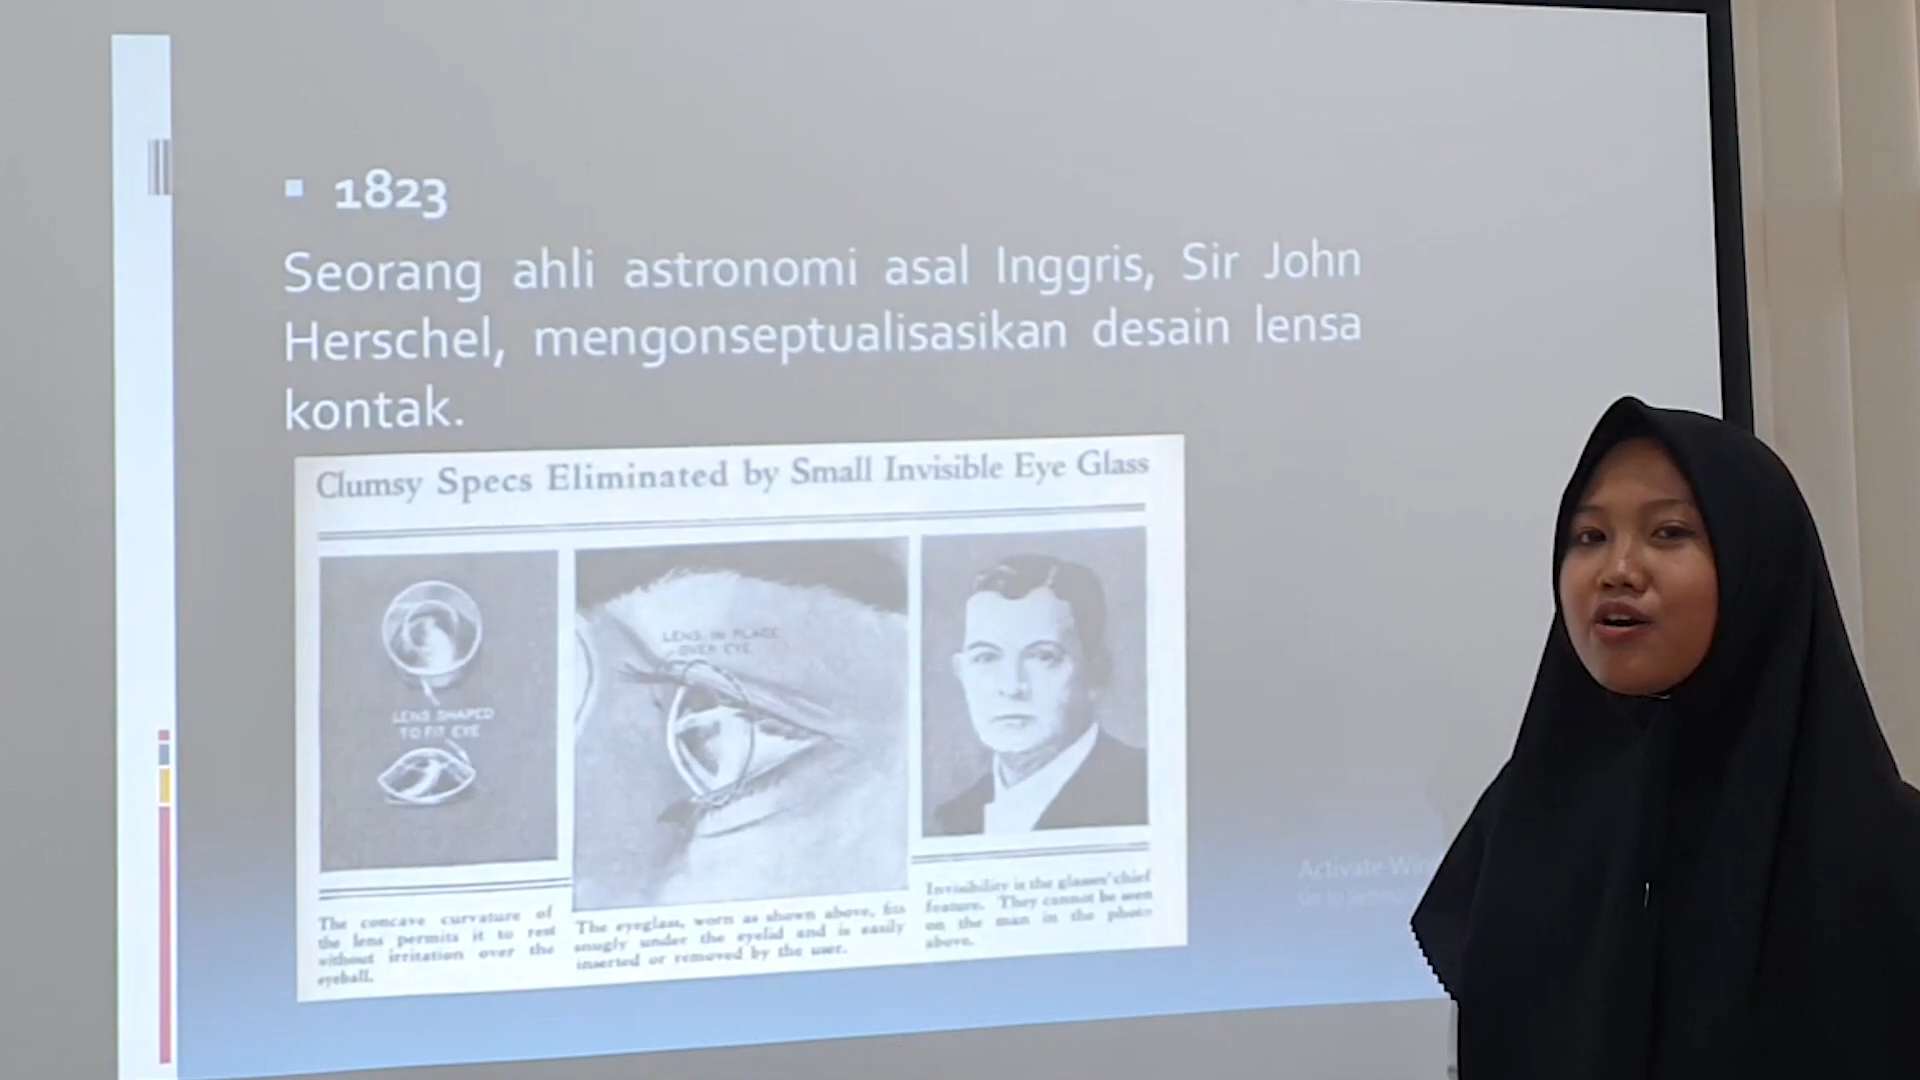 1823
Seorang ahli astronomi asal Inggris, Sir John
Herschel, mengonseptualisasikan desain lensa
kontak.
Clumsy Specs Eliminated by Small Invisible Eye Glass
LENS SHAPED
TO FIT EYE
LENS IN PLACE
OVER EYE
The concave curvature of
the lens permits it to rest
without irritation over the
eyeball.
The eyeglass, worn as shown above, fits
snugly under the eyelid and is easily
inserted or removed by the user.
Invisibility is the glasses' chief
feature. They cannot be seen
on the man in the photo
above.
Activate
Go to